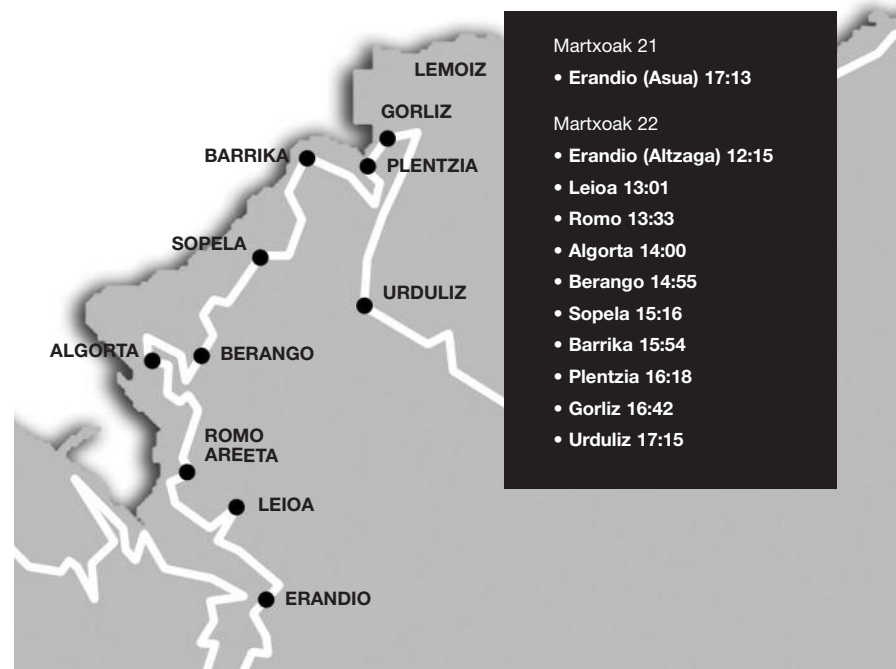 LEMOIZ
GORLIZ
BARRIKA
PLENTZIA
SOPELA
URDULIZ
ALGORTA
BERANGO
ROMO
AREETA
LEIOA
ERANDIO
Martxoak 21
• Erandio (Asua) 17:13
Martxoak 22
• Erandio (Altzaga) 12:15
• Leioa 13:01
• Romo 13:33
• Algorta 14:00
• Berango 14:55
• Sopela 15:16
• Barrika 15:54
• Plentzia 16:18
• Gorliz 16:42
• Urduliz 17:15